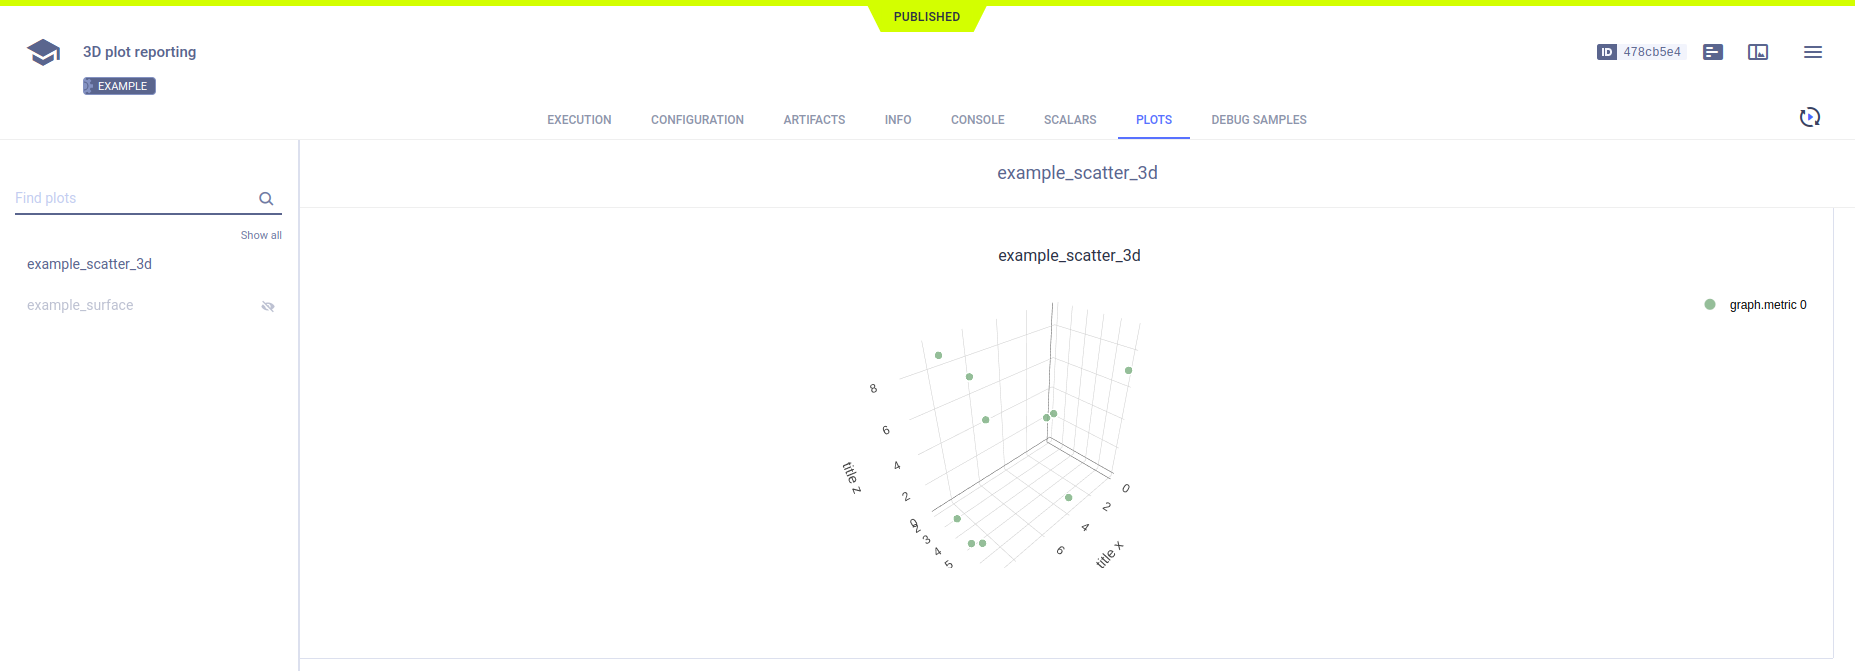 PUBLISHED
3D plot reporting
ID 478cb5e4
EXAMPLE
EXECUTION CONFIGURATION ARTIFACTS INFO CONSOLE SCALARS PLOTS DEBUG SAMPLES
example_scatter_3d
Find plots
Show all
example_scatter_3d
example_surface
example_scatter_3d
graph.metric 0
8
6
4
2
0
title z
2
3
4
5
0
2
4
6
title x